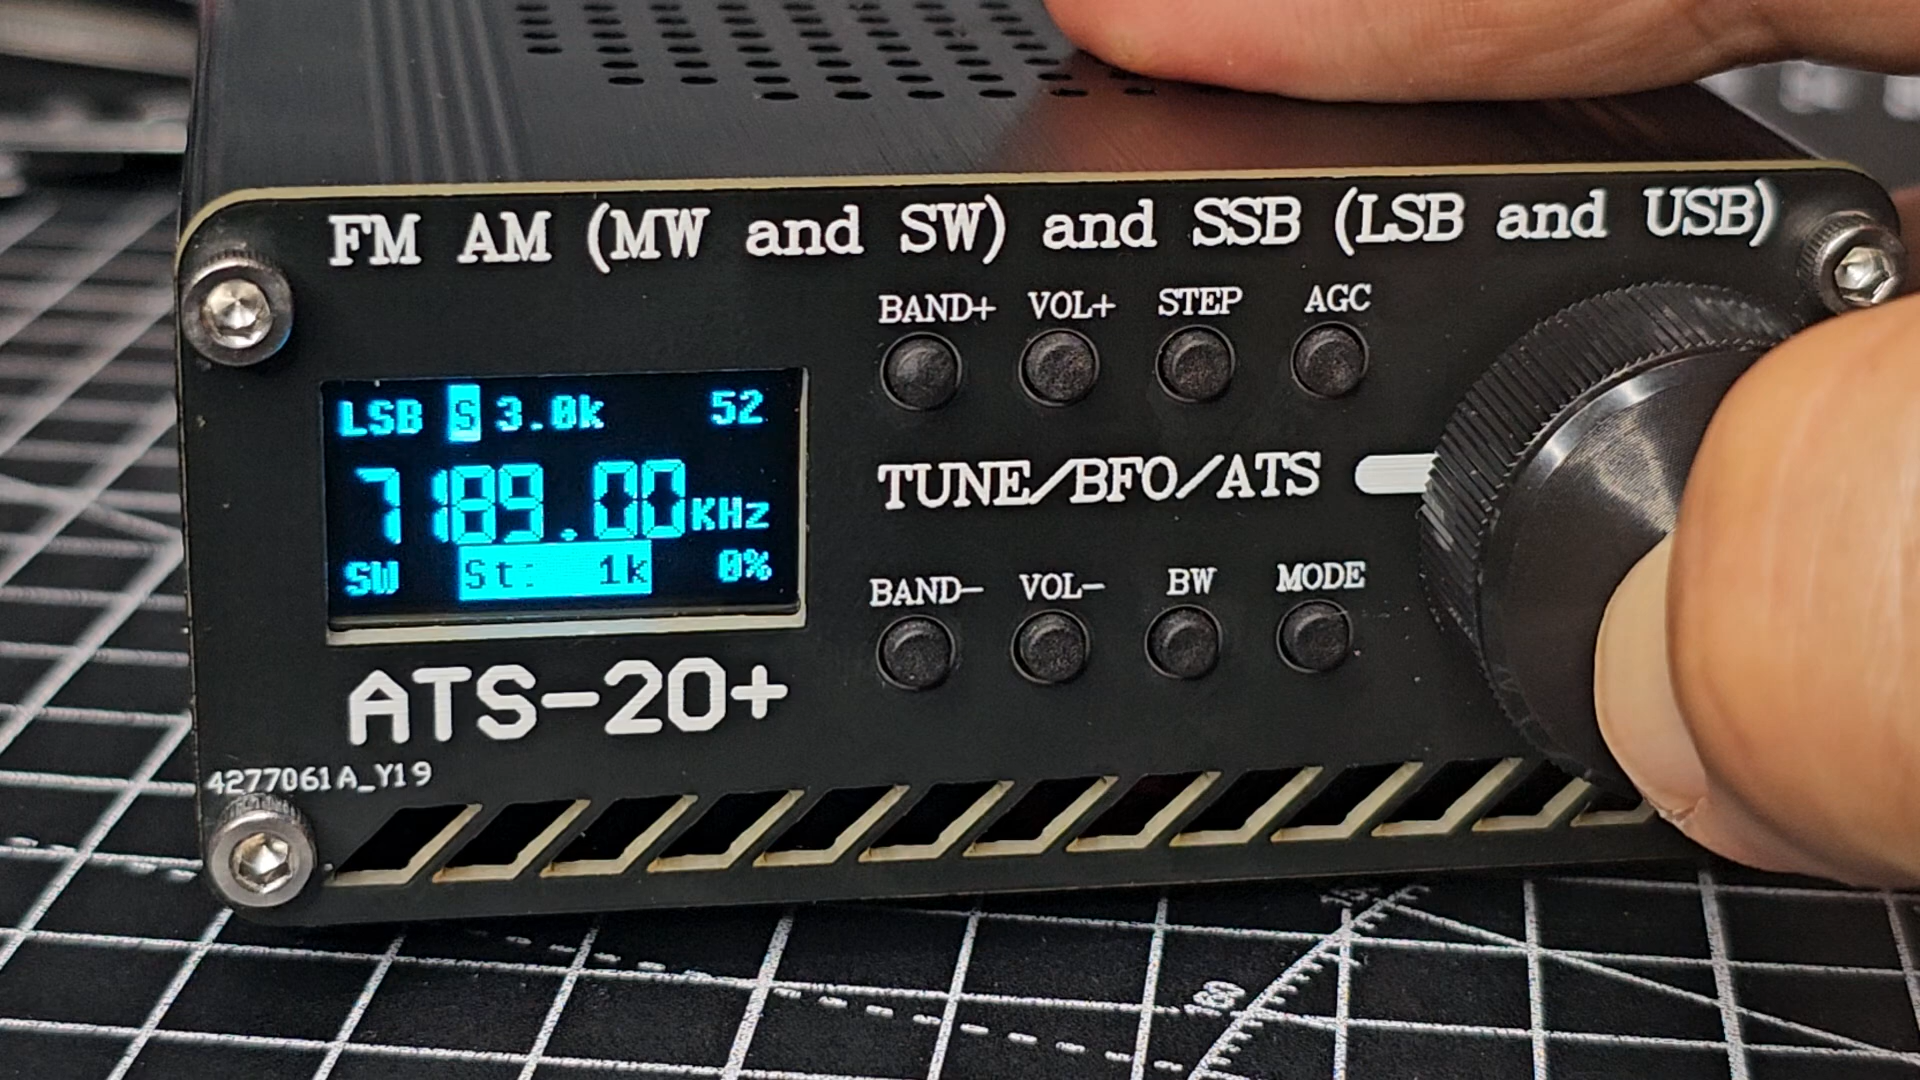 FM AM (MW and SW) and SSB (LSB and USB)
BAND+ VOL+ STEP AGC
LSB S 3.0k 52
7189.00KHz
SW St: 1k 0%
TUNE/BFO/ATS
BAND- VOL- BW MODE
ATS-20+
4277061A_Y19